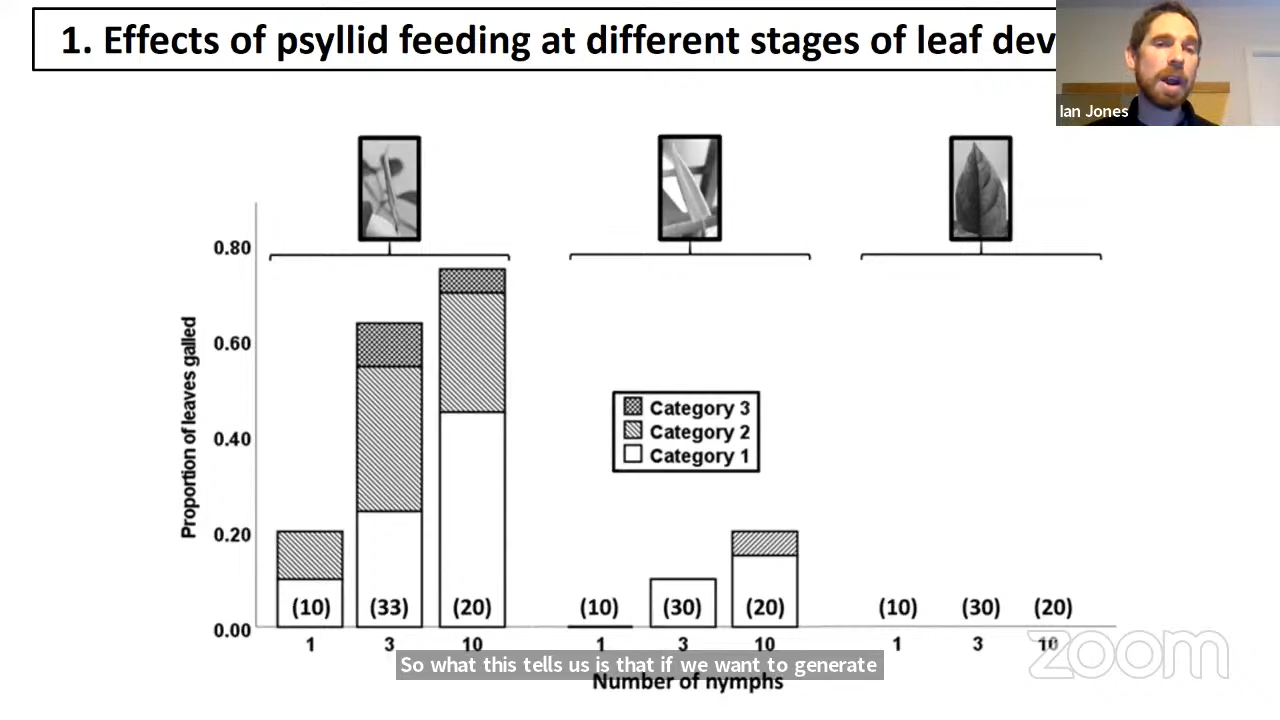 1. Effects of psyllid feeding at different stages of leaf dev
Ian Jones
0.80
0.60
0.40
0.20
0.00
Proportion of leaves galled
Category 3
Category 2
Category 1
(10) (33) (20) (10) (30) (20) (10) (30) (20)
1 3 10 1 3 10 1 3 10
So what this tells us is that if we want to generate
Number of nymphs
zoom